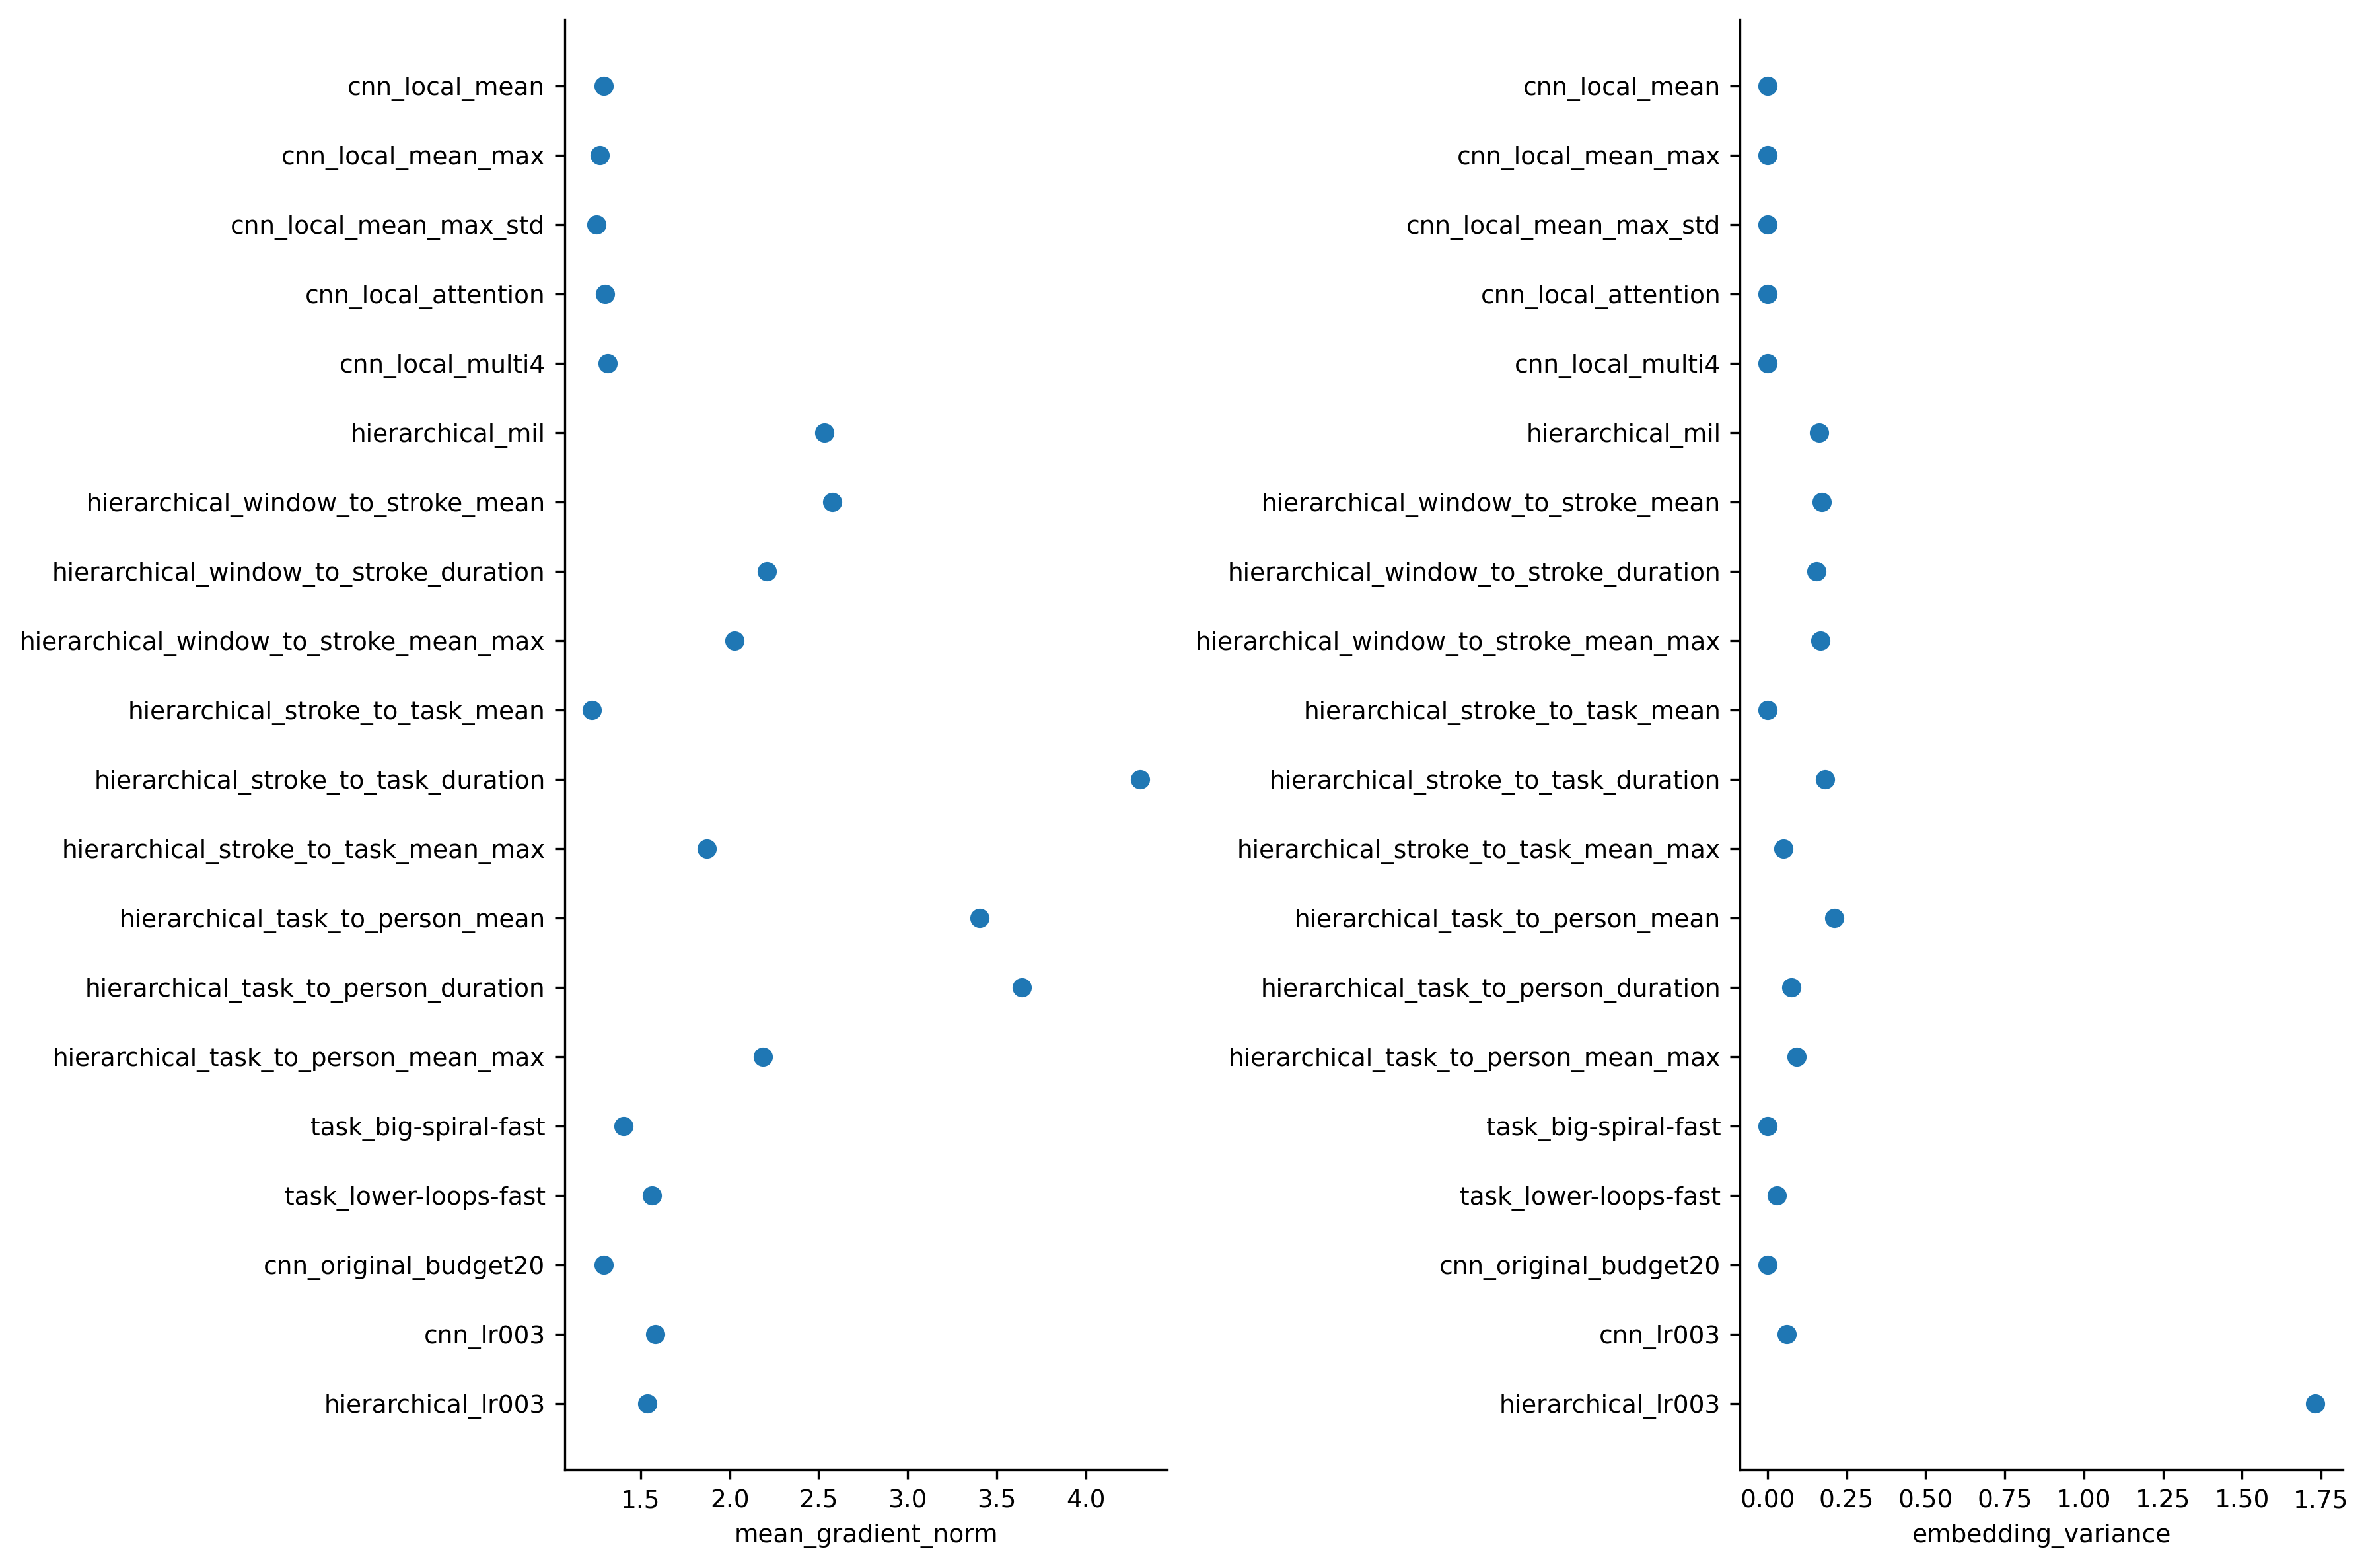 cnn_local_mean
cnn_local_mean_max
cnn_local_mean_max_std
cnn_local_attention
cnn_local_multi4
hierarchical_mil
hierarchical_window_to_stroke_mean
hierarchical_window_to_stroke_duration
hierarchical_window_to_stroke_mean_max
hierarchical_stroke_to_task_mean
hierarchical_stroke_to_task_duration
hierarchical_stroke_to_task_mean_max
hierarchical_task_to_person_mean
hierarchical_task_to_person_duration
hierarchical_task_to_person_mean_max
task_big-spiral-fast
task_lower-loops-fast
cnn_original_budget20
cnn_lr003
hierarchical_lr003
1.5 2.0 2.5 3.0 3.5 4.0
mean_gradient_norm
cnn_local_mean
cnn_local_mean_max
cnn_local_mean_max_std
cnn_local_attention
cnn_local_multi4
hierarchical_mil
hierarchical_window_to_stroke_mean
hierarchical_window_to_stroke_duration
hierarchical_window_to_stroke_mean_max
hierarchical_stroke_to_task_mean
hierarchical_stroke_to_task_duration
hierarchical_stroke_to_task_mean_max
hierarchical_task_to_person_mean
hierarchical_task_to_person_duration
hierarchical_task_to_person_mean_max
task_big-spiral-fast
task_lower-loops-fast
cnn_original_budget20
cnn_lr003
hierarchical_lr003
0.00 0.25 0.50 0.75 1.00 1.25 1.50 1.75
embedding_variance